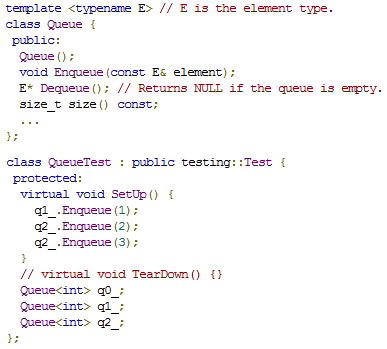 template <typename E> // E is the element type.
class Queue {
 public:
  Queue();
  void Enqueue(const E& element);
  E* Dequeue(); // Returns NULL if the queue is empty.
  size_t size() const;
  ...
};
class QueueTest : public testing::Test {
 protected:
  virtual void SetUp() {
    q1_.Enqueue(1);
    q2_.Enqueue(2);
    q2_.Enqueue(3);
  }
  // virtual void TearDown() {}
  Queue<int> q0_;
  Queue<int> q1_;
  Queue<int> q2_;
};